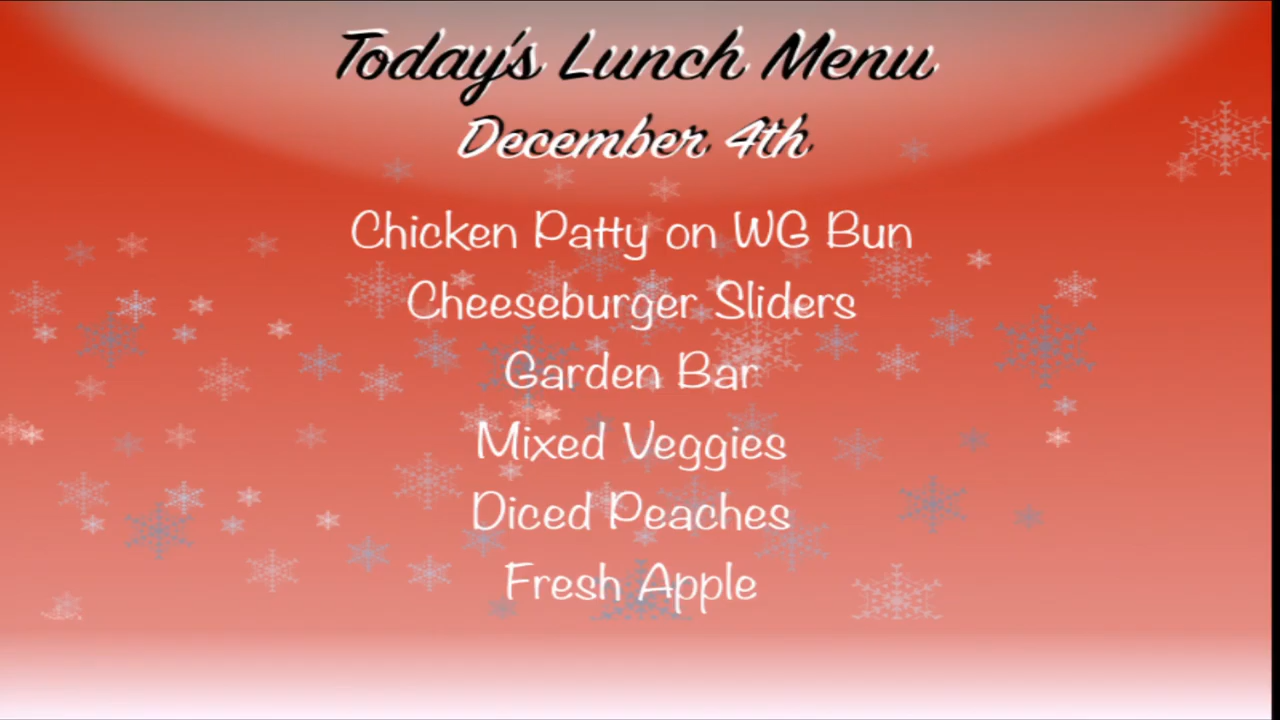 Today's Lunch Menu
December 4th
Chicken Patty on WG Bun
Cheeseburger Sliders
Garden Bar
Mixed Veggies
Diced Peaches
Fresh Apple